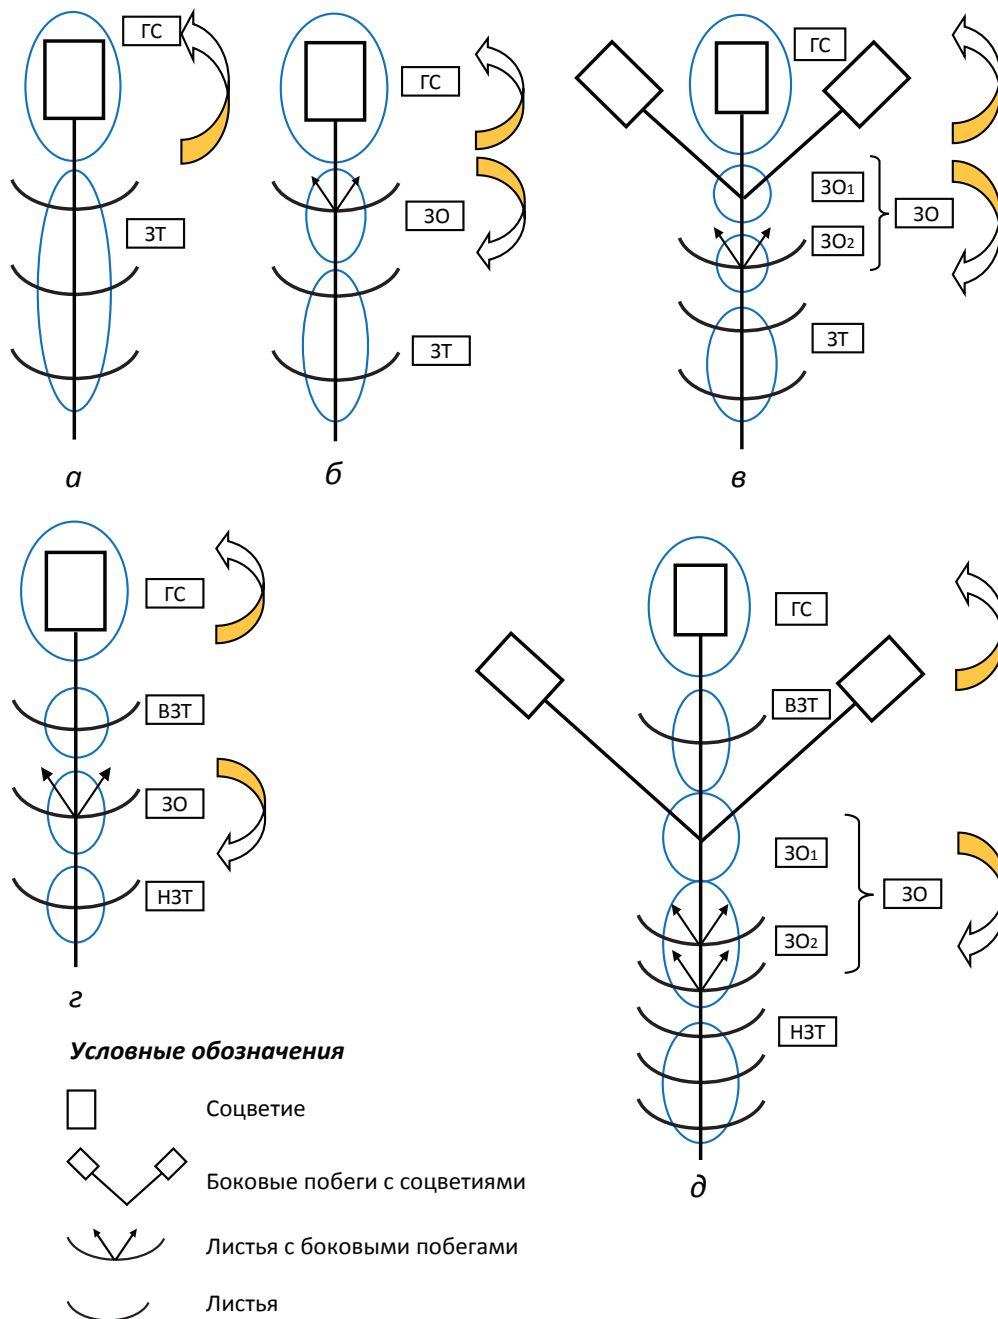 ГС
ЗТ
а
ГС
ЗО
ЗТ
б
ГС
ЗО1
ЗО2
ЗО
ЗТ
в
ГС
ВЗТ
ЗО
НЗТ
г
ГС
ВЗТ
ЗО1
ЗО2
ЗО
НЗТ
д
Условные обозначения
Соцветие
Боковые побеги с соцветиями
Листья с боковыми побегами
Листья